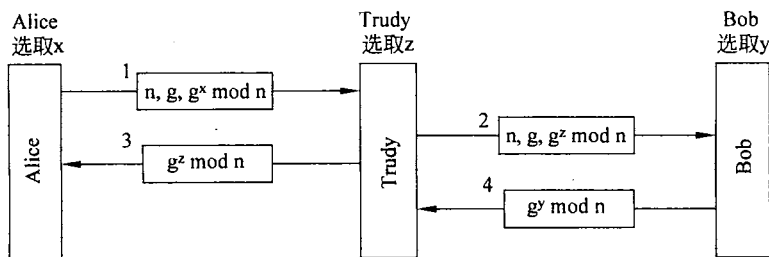 Alice
选取x
Trudy
选取z
Bob
选取y
1
n, g, gˣ mod n
2
n, g, gᶻ mod n
3
gᶻ mod n
4
gʸ mod n
Alice
Trudy
Bob